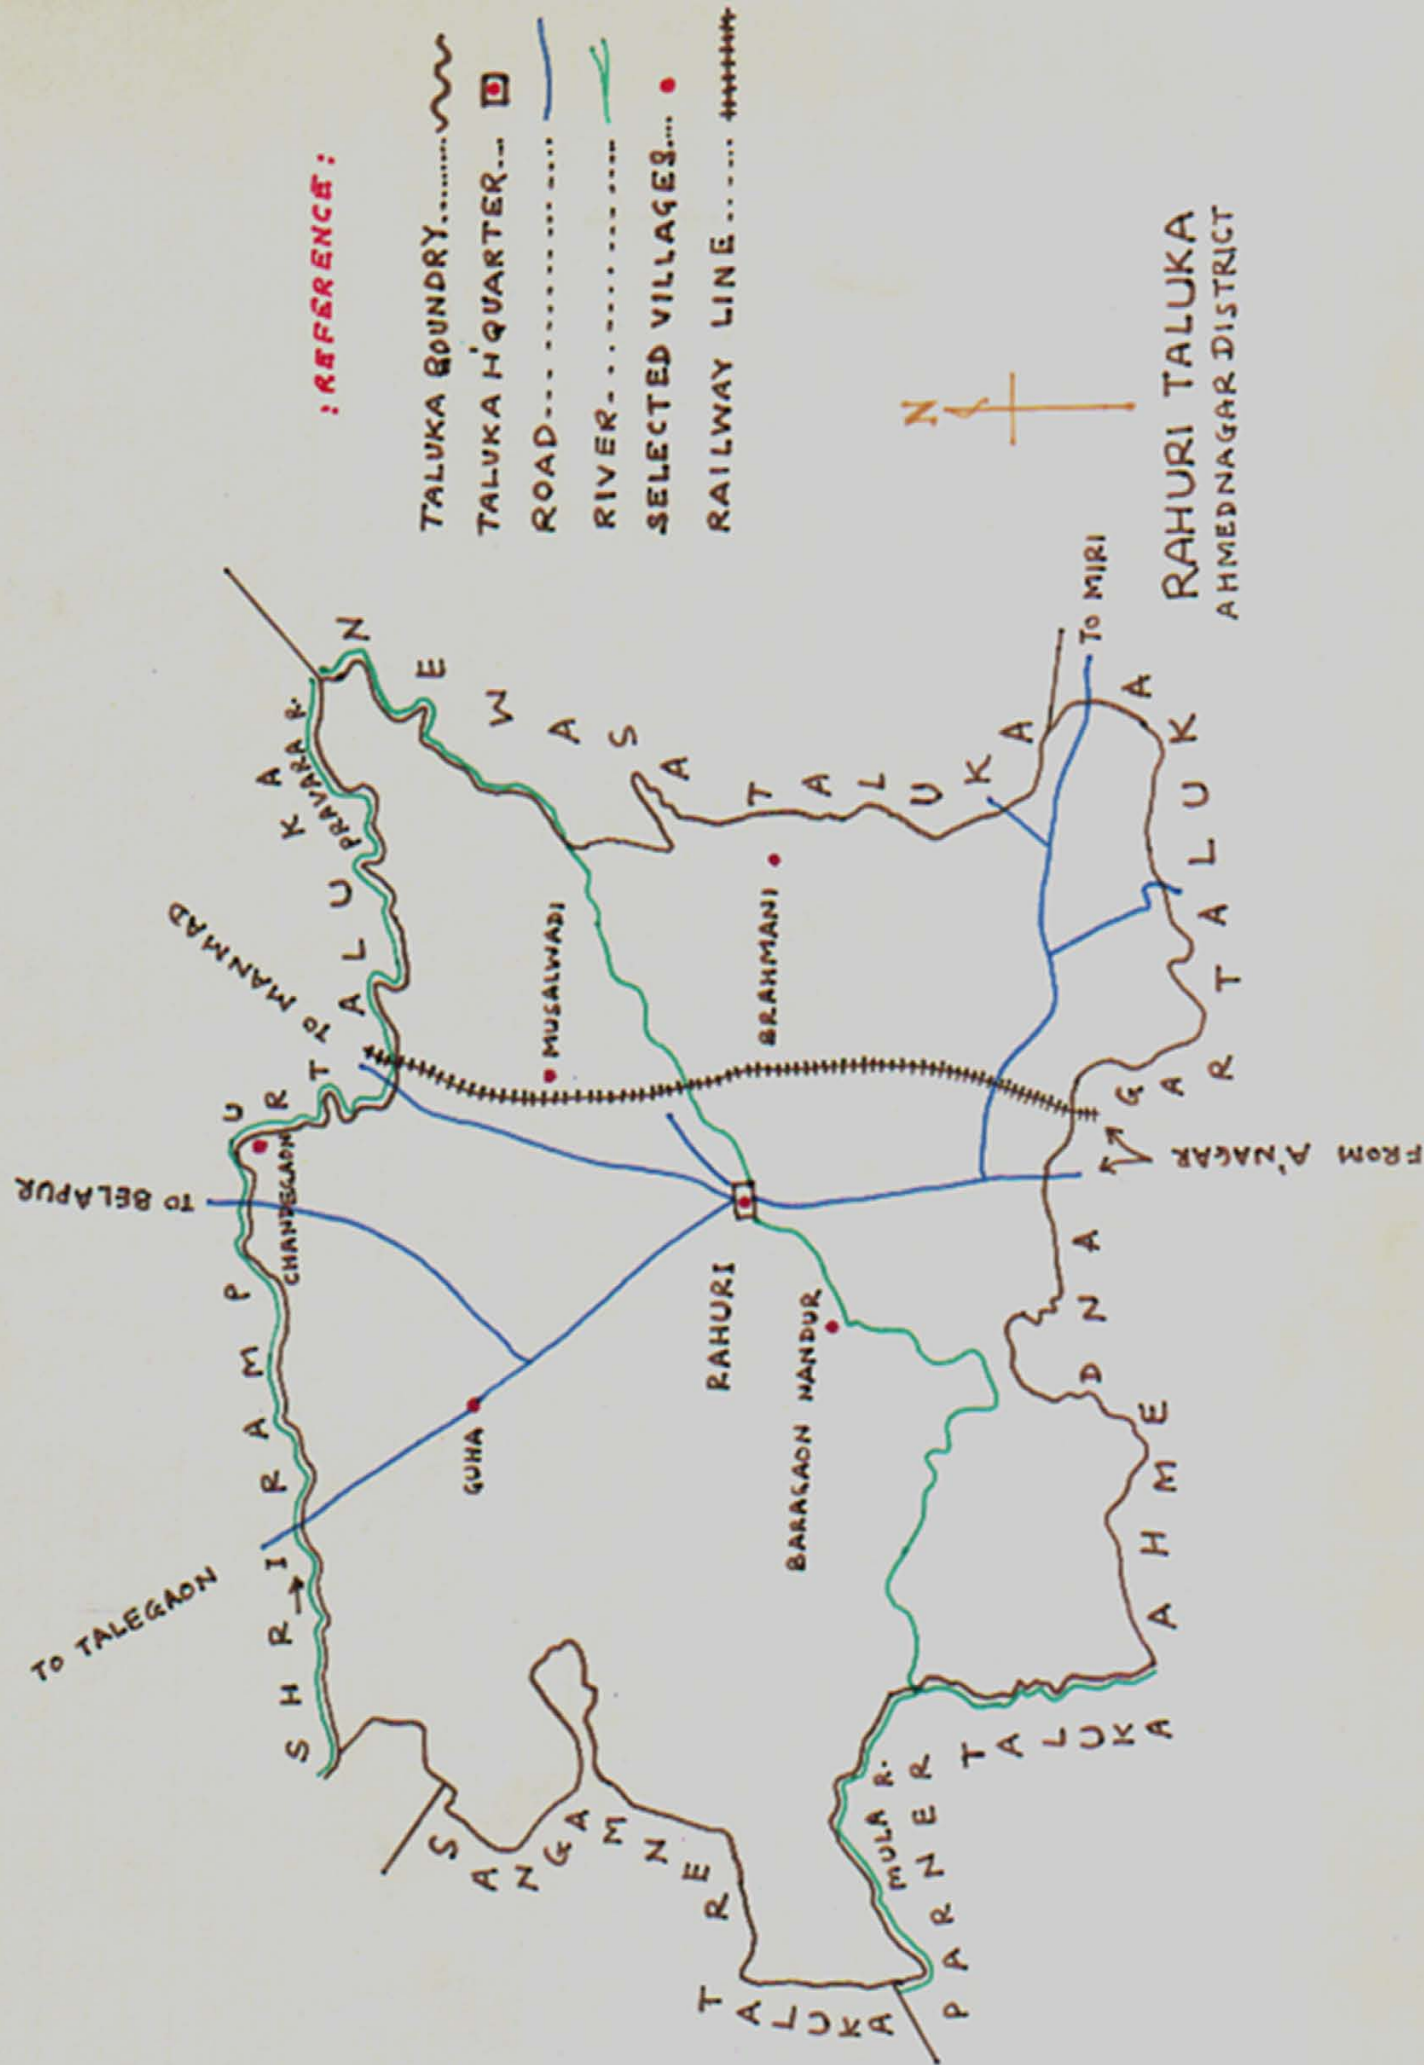 : REFERENCE :
TALUKA BOUNDRY........
TALUKA H'QUARTER...
ROAD
RIVER
SELECTED VILLAGES....
RAILWAY LINE
N
RAHURI TALUKA
AHMEDNAGAR DISTRICT
TO TALEGAON
TO BELAPUR
TO MANMAD
SHRIRAMPUR TALUKA
PRAVARA R.
CHANDEGAON
NEWASA TALUKA
MUSALWADI
GUHA
RAHURI
BRAHMANI
BARAGAON NANDUR
SANGAMNER TALUKA
MULA R.
PARNER TALUKA
AHMEDNAGAR TALUKA
FROM A'NAGAR
TO MIRI